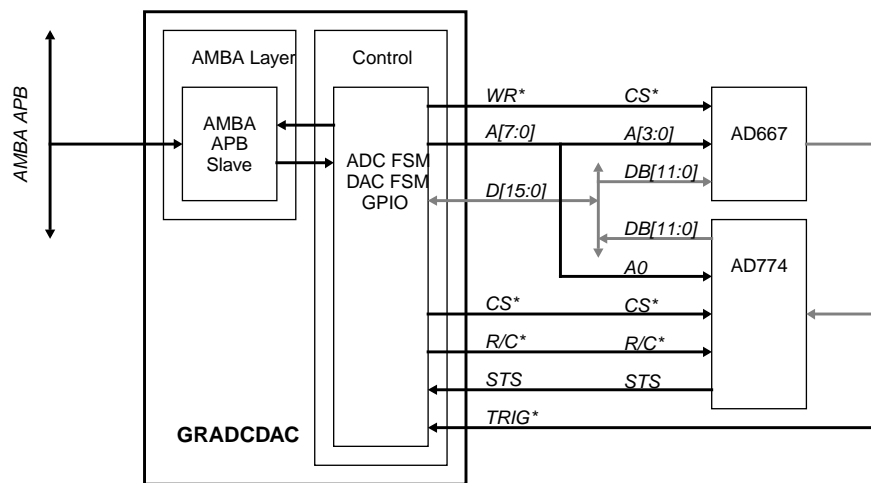 AMBA APB
AMBA Layer
Control
AMBA
APB
Slave
ADC FSM
DAC FSM
GPIO
GRADCDAC
WR*
CS*
A[7:0]
A[3:0]
D[15:0]
DB[11:0]
DB[11:0]
A0
CS*
CS*
R/C*
R/C*
STS
STS
TRIG*
AD667
AD774